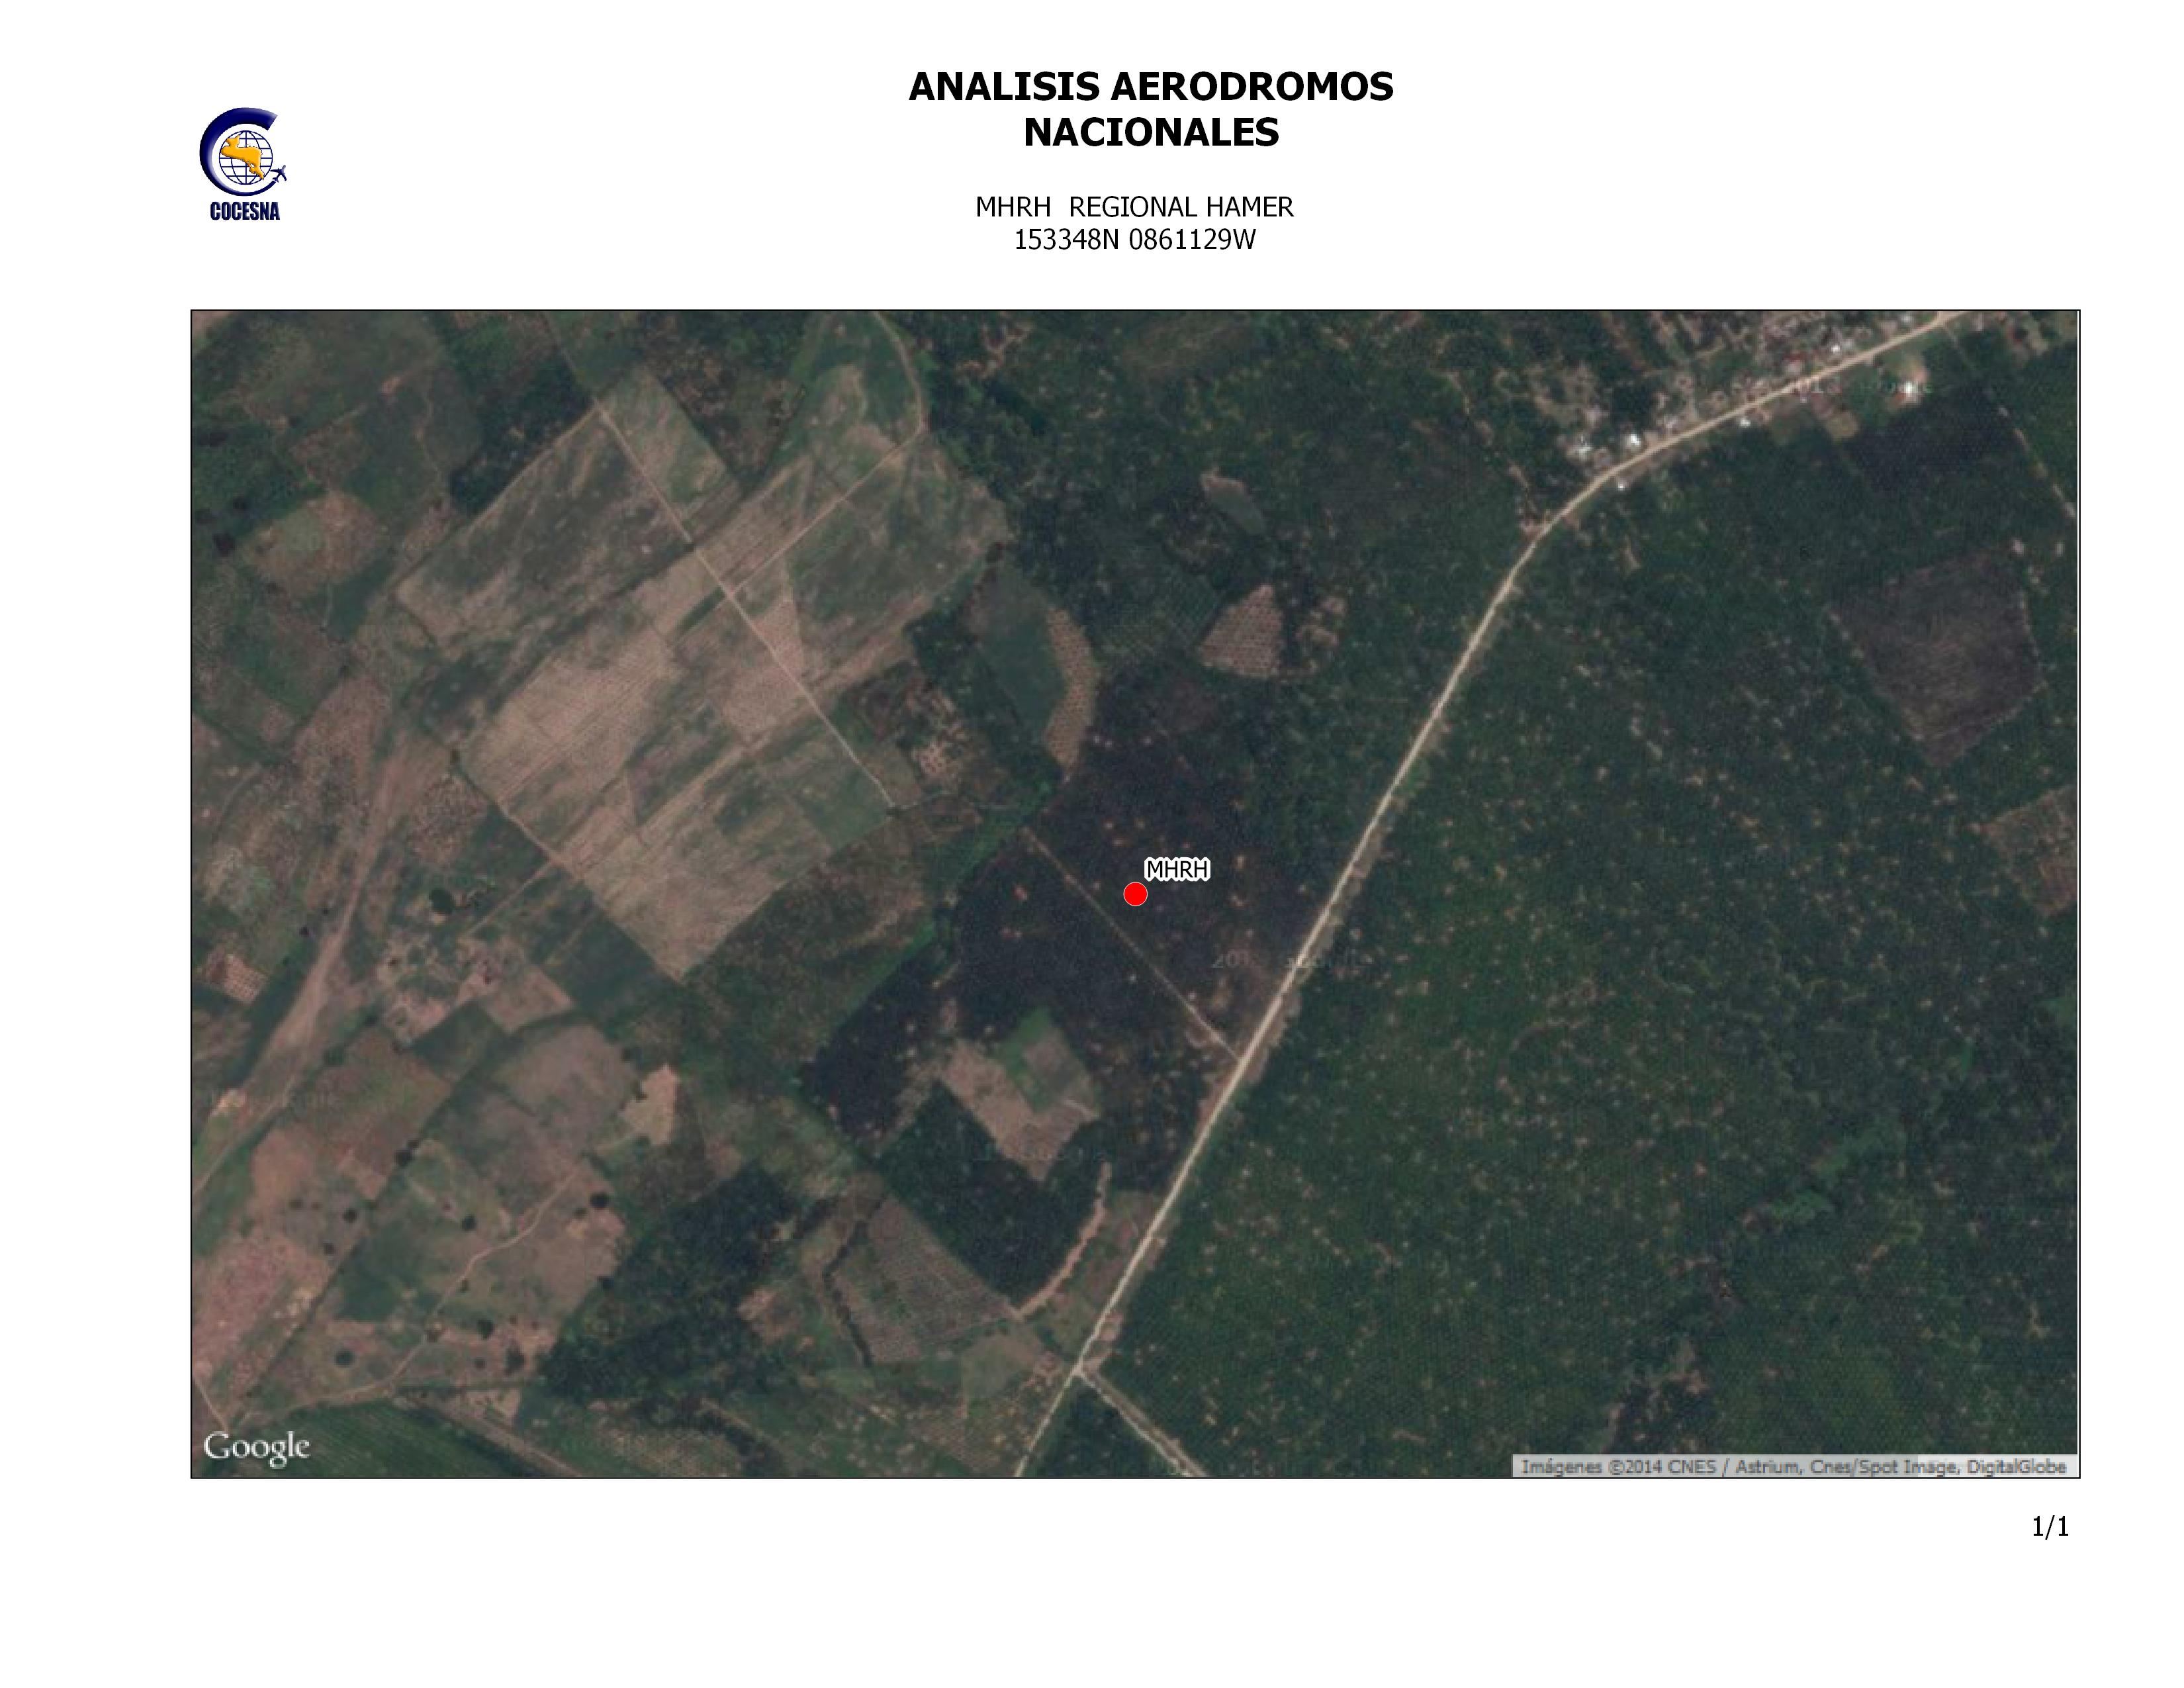 ANALISIS AERODROMOS
NACIONALES
COCESNA
MHRH REGIONAL HAMER
153348N 0861129W
MHRH
Google
Imágenes ©2014 CNES / Astrium, Cnes/Spot Image, DigitalGlobe
1/1